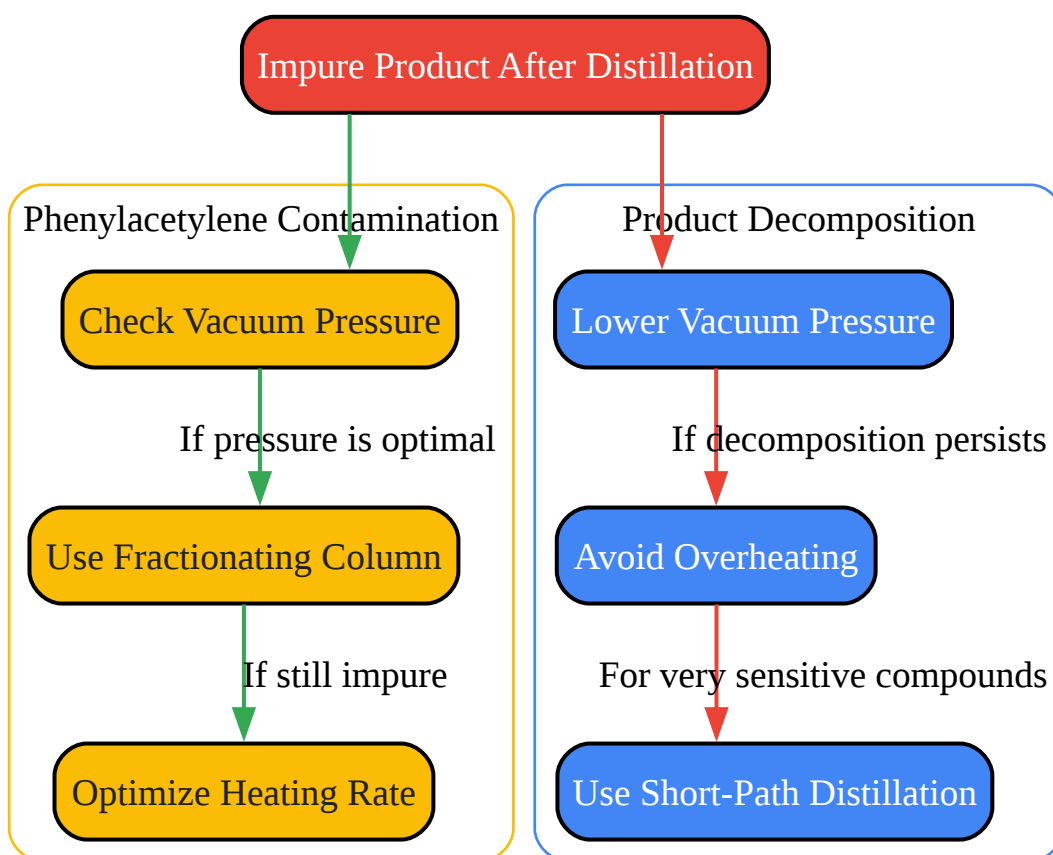 Impure Product After Distillation
Phenylacetylene Contamination
Check Vacuum Pressure
If pressure is optimal
Use Fractionating Column
If still impure
Optimize Heating Rate
Product Decomposition
Lower Vacuum Pressure
If decomposition persists
Avoid Overheating
For very sensitive compounds
Use Short-Path Distillation